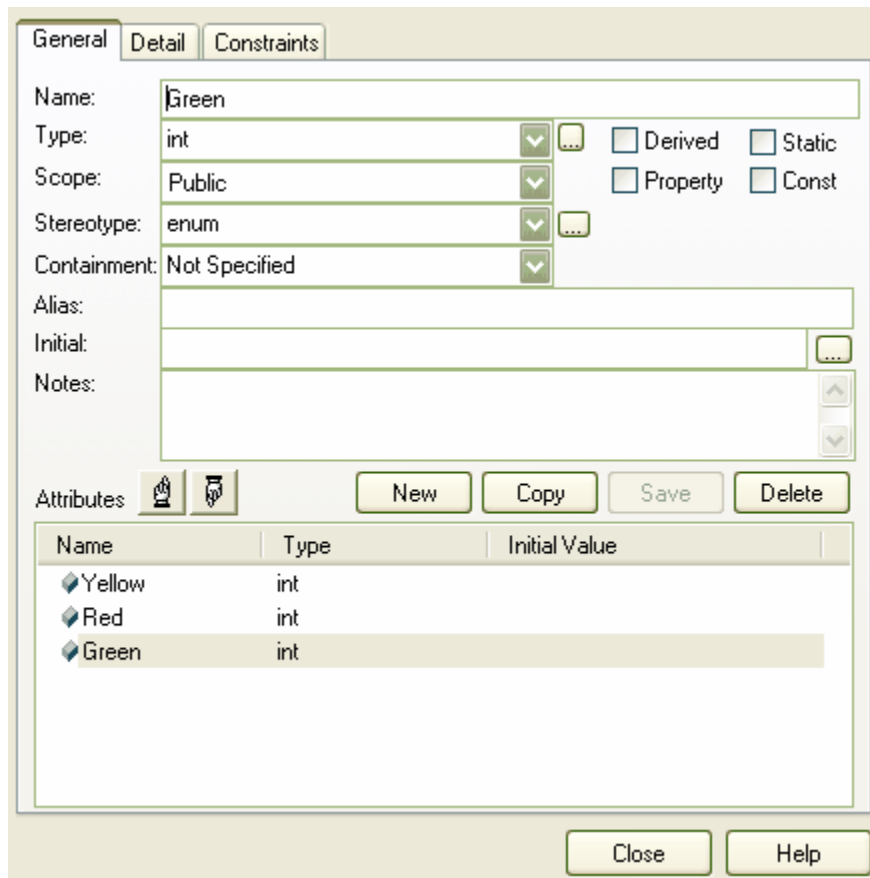 General Detail Constraints
Name: Green
Type: int ... Derived Static
Scope: Public Property Const
Stereotype: enum ...
Containment: Not Specified
Alias:
Initial: ...
Notes:
Attributes New Copy Save Delete
Name Type Initial Value
Yellow int
Red int
Green int
Close Help